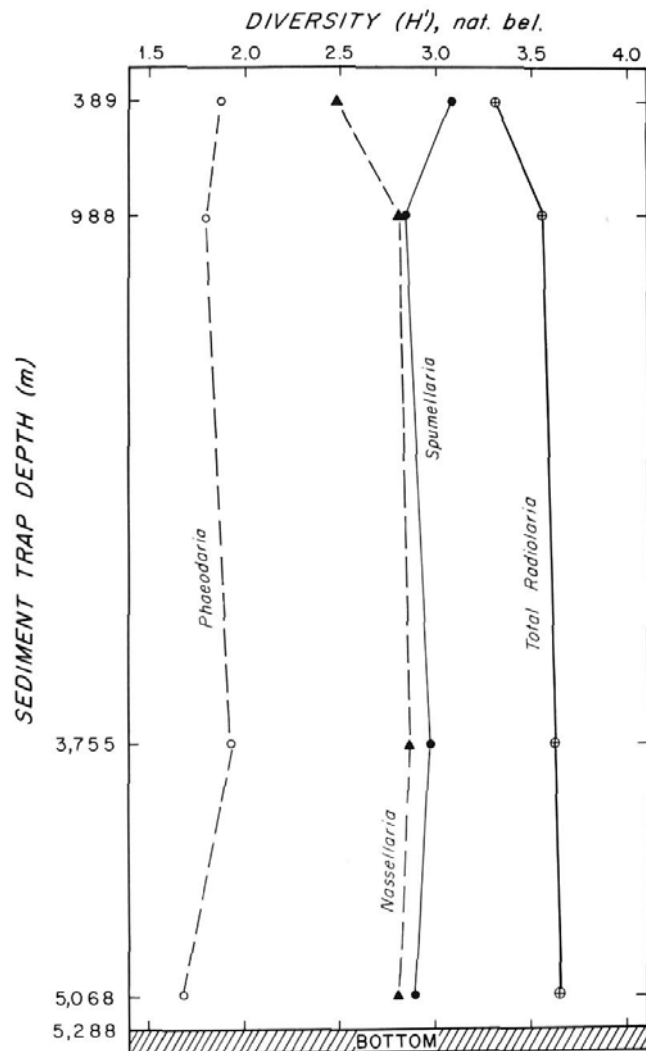 DIVERSITY (H'), nat. bel.
1.5 2.0 2.5 3.0 3.5 4.0
389
988
SEDIMENT TRAP DEPTH (m)
Spumellaria
Phaeodaria
Total Radiolaria
3,755
Nassellaria
5,068
5,288
BOTTOM